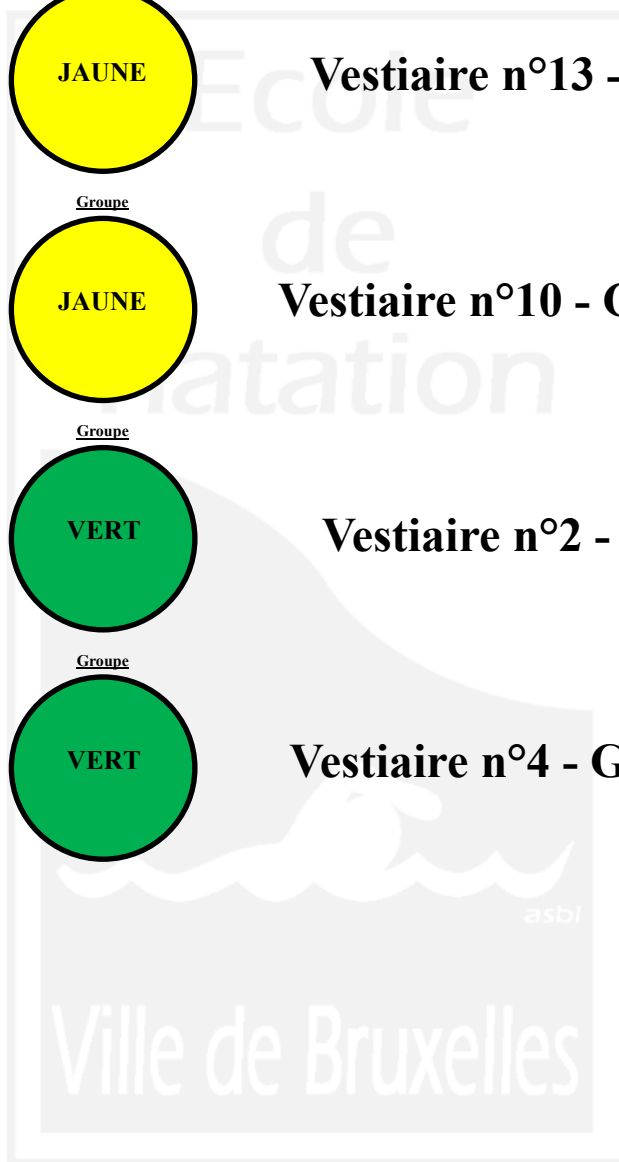 JAUNE
Vestiaire n°13 -
Groupe
JAUNE
Vestiaire n°10 - G
Groupe
VERT
Vestiaire n°2 -
Groupe
VERT
Vestiaire n°4 - G
Ecole
de
natation
asbl
Ville de Bruxelles